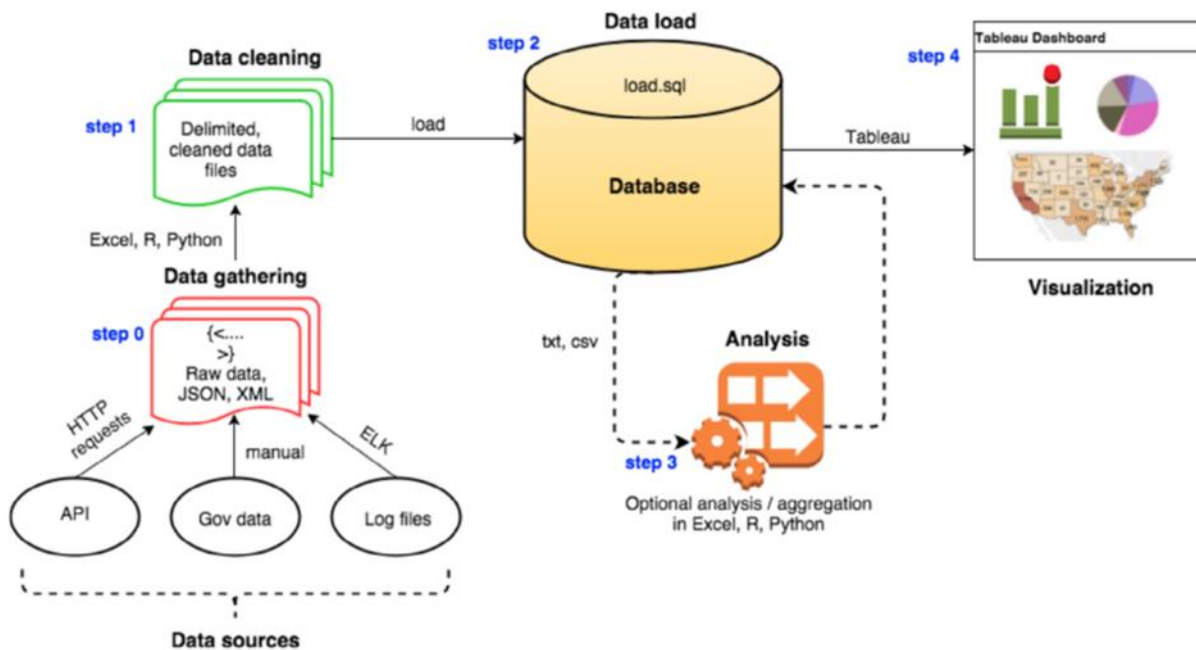 Data load
step 2
Tableau Dashboard
step 4
Data cleaning
load.sql
step 1
Delimited,
cleaned data
files
load
Tableau
Database
Excel, R, Python
Data gathering
Visualization
step 0
{<....
>}
Raw data,
JSON, XML
txt, csv
Analysis
HTTP
requests
manual
ELK
step 3
API
Gov data
Log files
Optional analysis / aggregation
in Excel, R, Python
Data sources